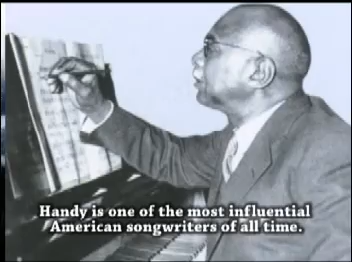 Handy is one of the most influential
American songwriters of all time.